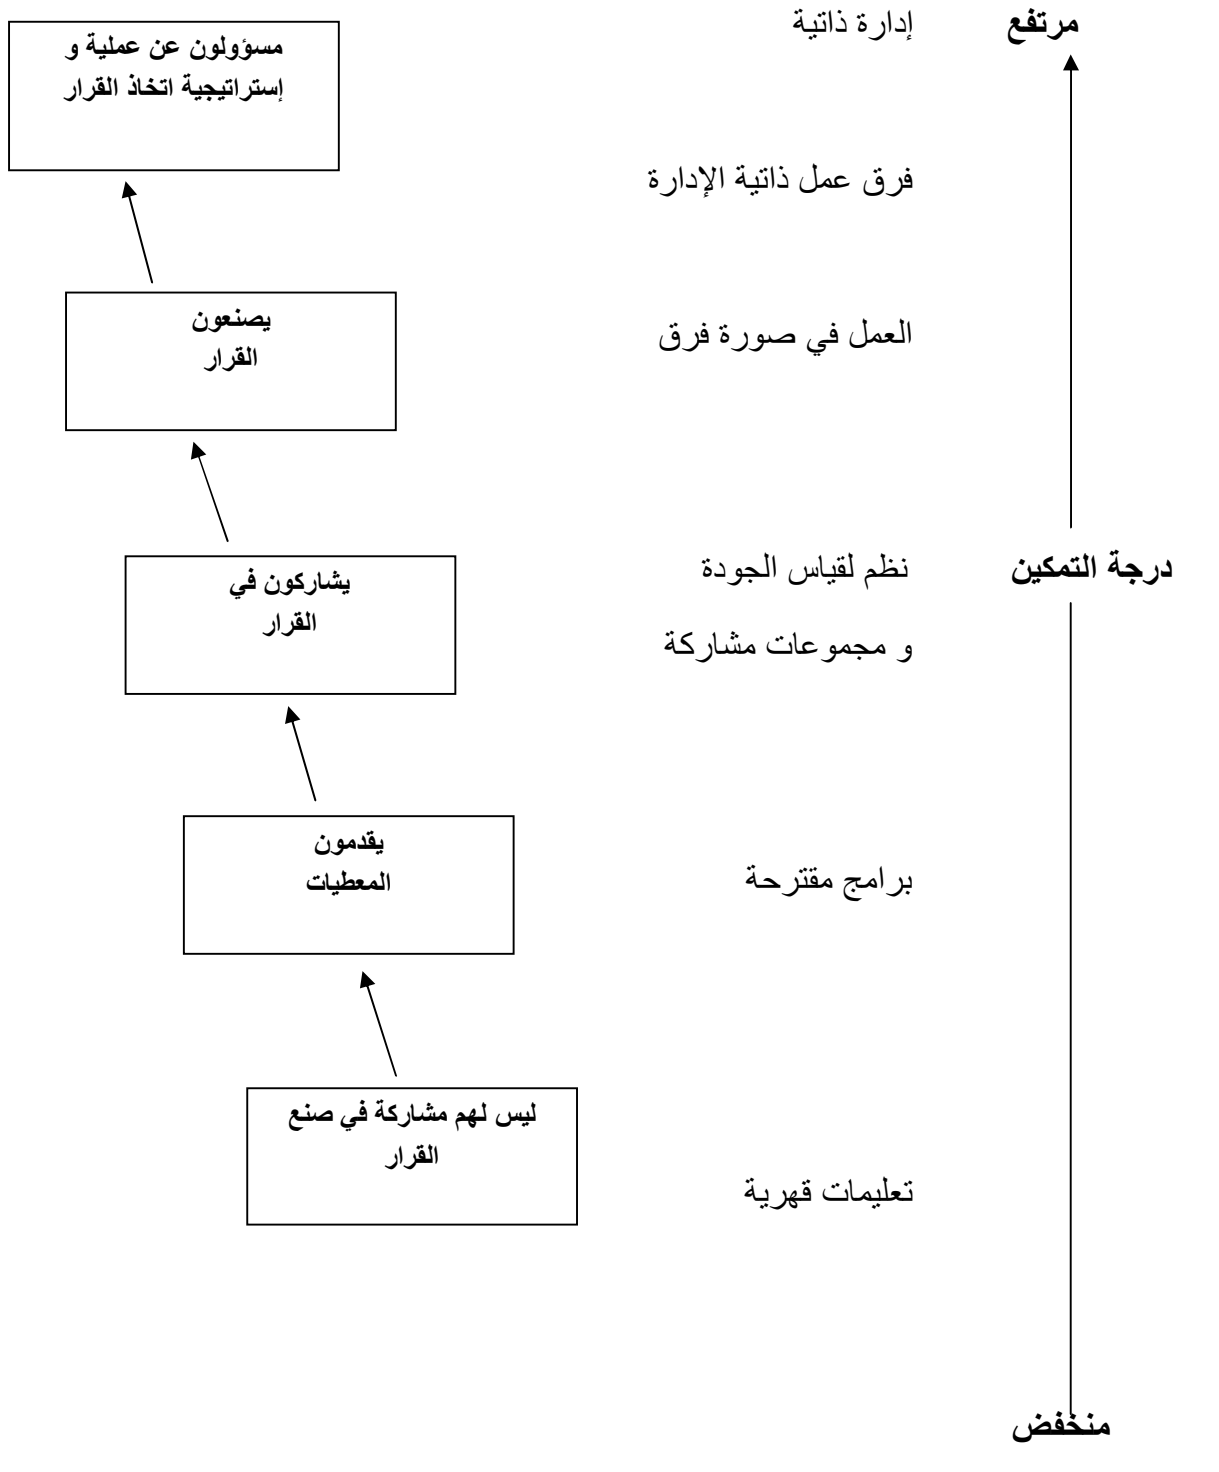 مرتفع
إدارة ذاتية
مسؤولون عن عملية و
إستراتيجية اتخاذ القرار
فرق عمل ذاتية الإدارة
العمل في صورة فرق
يصنعون
القرار
درجة التمكين
نظم لقياس الجودة
و مجموعات مشاركة
يشاركون في
القرار
برامج مقترحة
يقدمون
المعطيات
تعليمات قهرية
ليس لهم مشاركة في صنع
القرار
منخفض